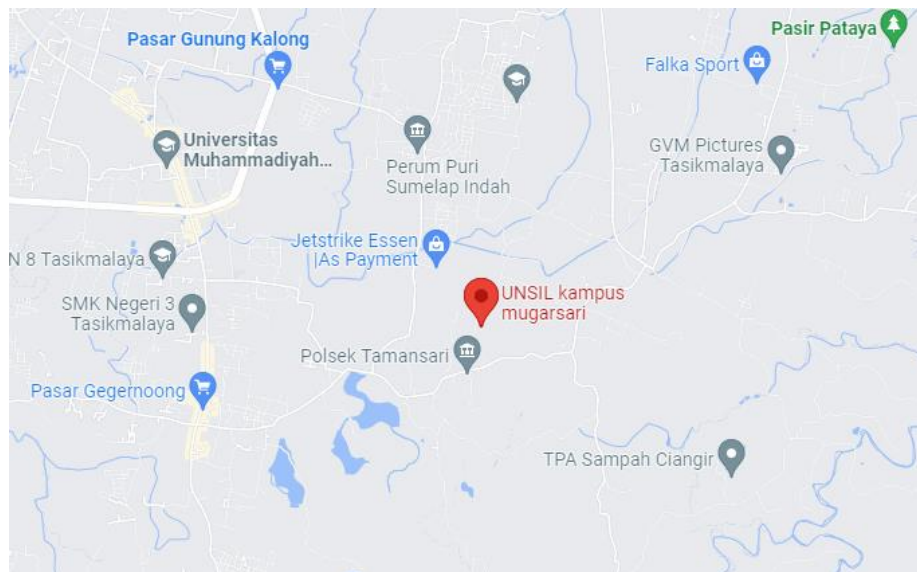 Pasir Pataya
Pasar Gunung Kalong
Falka Sport
Universitas
Muhammadiyah...
GVM Pictures
Tasikmalaya
Perum Puri
Sumelap Indah
Jetstrike Essen
|As Payment
N 8 Tasikmalaya
UNSIL kampus
mugarsari
SMK Negeri 3
Tasikmalaya
Polsek Tamansari
Pasar Gegernoong
TPA Sampah Ciangir